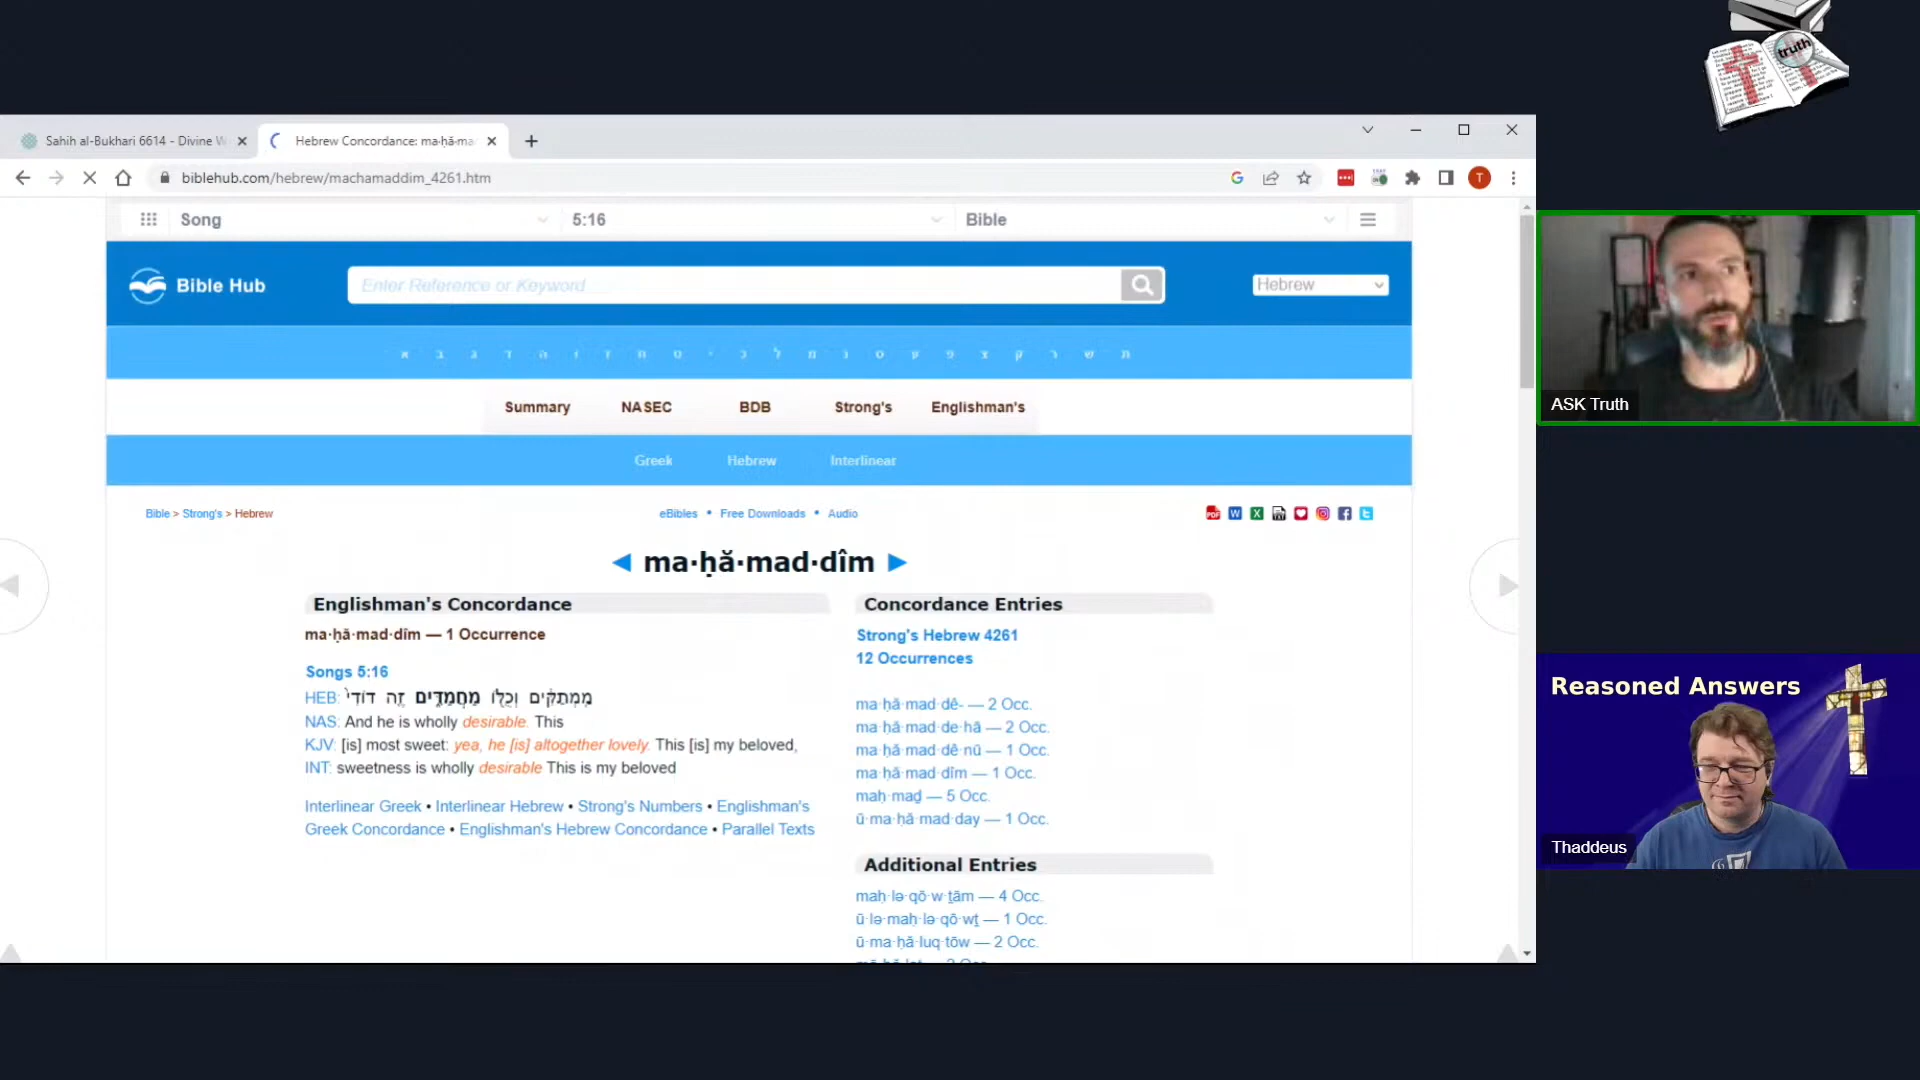 truth
Sahih al-Bukhari 6614 - Divine W
Hebrew Concordance: ma·ḥă·ma
biblehub.com/hebrew/machamaddim_4261.htm
T
Song
5:16
Bible
Bible Hub
Enter Reference or Keyword
Hebrew
א ב ג ד ה ו ז ח ט י כ ל מ נ ס ע פ צ ק ר ש ת
Summary
NASEC
BDB
Strong's
Englishman's
Greek
Hebrew
Interlinear
Bible > Strong's > Hebrew
eBibles • Free Downloads • Audio
◄ ma·ḥă·mad·dîm ►
Englishman's Concordance
ma·ḥă·mad·dîm — 1 Occurrence
Songs 5:16
HEB: מַֽמְתַקִּ֔ים וְכֻלּ֖וֹ מַחֲמַדִּ֑ים זֶ֤ה דוֹדִי֙
NAS: And he is wholly desirable. This
KJV: [is] most sweet: yea, he [is] altogether lovely. This [is] my beloved,
INT: sweetness is wholly desirable This is my beloved
Interlinear Greek • Interlinear Hebrew • Strong's Numbers • Englishman's
Greek Concordance • Englishman's Hebrew Concordance • Parallel Texts
Concordance Entries
Strong's Hebrew 4261
12 Occurrences
ma·ḥă·mad·dê- — 2 Occ.
ma·ḥă·mad·de·hā — 2 Occ.
ma·ḥă·mad·dê·nū — 1 Occ.
ma·ḥă·mad·dîm — 1 Occ.
maḥ·maḏ — 5 Occ.
ū·ma·ḥă·mad·day — 1 Occ.
Additional Entries
maḥ·lə·qō·w·ṯām — 4 Occ.
ū·lə·maḥ·lə·qō·wṯ — 1 Occ.
ū·ma·ḥă·luq·tōw — 2 Occ.
ASK Truth
Reasoned Answers
Thaddeus